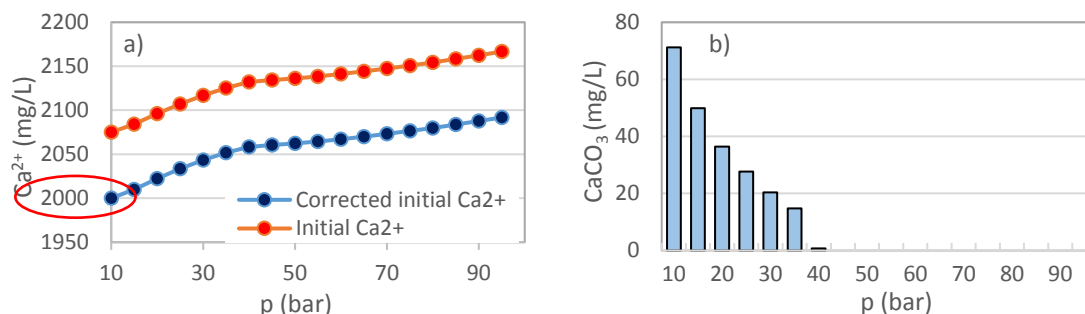 a)
2200
2150
2100
2050
2000
1950
Ca²⁺ (mg/L)
Corrected initial Ca2+
Initial Ca2+
10 30 50 70 90
p (bar)
b)
80
60
40
20
0
CaCO₃ (mg/L)
10 20 30 40 50 60 70 80 90
p (bar)